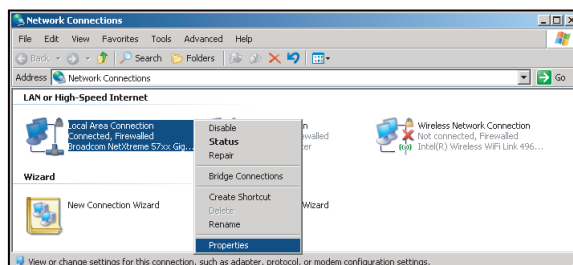 Network Connections
File Edit View Favorites Tools Advanced Help
Back Search Folders
Address Network Connections Go
LAN or High-Speed Internet
Local Area Connection
Connected, Firewalled
Broadcom NetXtreme 57xx Gig...
Disable
Status
Repair
Bridge Connections
Create Shortcut
Delete
Rename
Properties
Wireless Network Connection
Not connected, Firewalled
Intel(R) Wireless WiFi Link 496...
Wizard
New Connection Wizard
Wizard
View or change settings for this connection, such as adapter, protocol, or modem configuration settings.